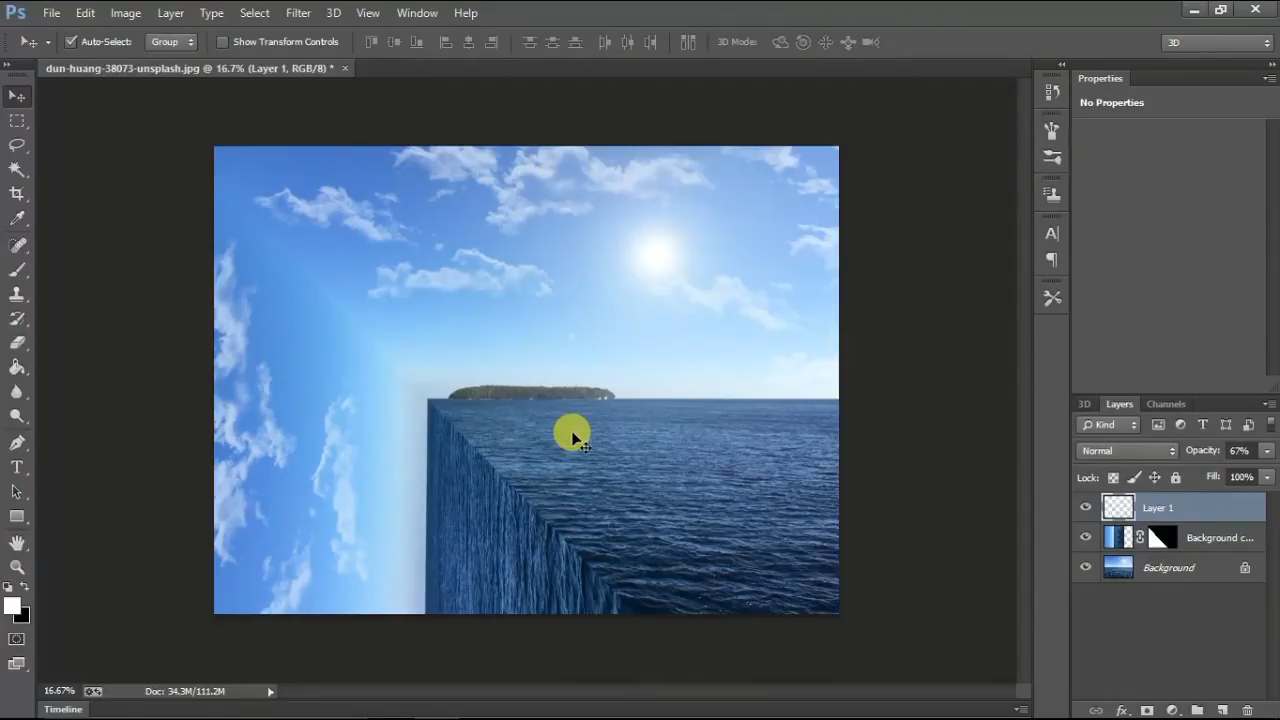 Ps File Edit Image Layer Type Select Filter 3D View Window Help
Auto-Select: Group Show Transform Controls 3D Mode: 3D
dun-huang-38073-unsplash.jpg @ 16.7% (Layer 1, RGB/8) * ×
Properties
No Properties
3D Layers Channels
Kind
Normal Opacity: 67%
Lock: Fill: 100%
Layer 1
Background c...
Background
16.67% Doc: 34.3M/111.2M
Timeline